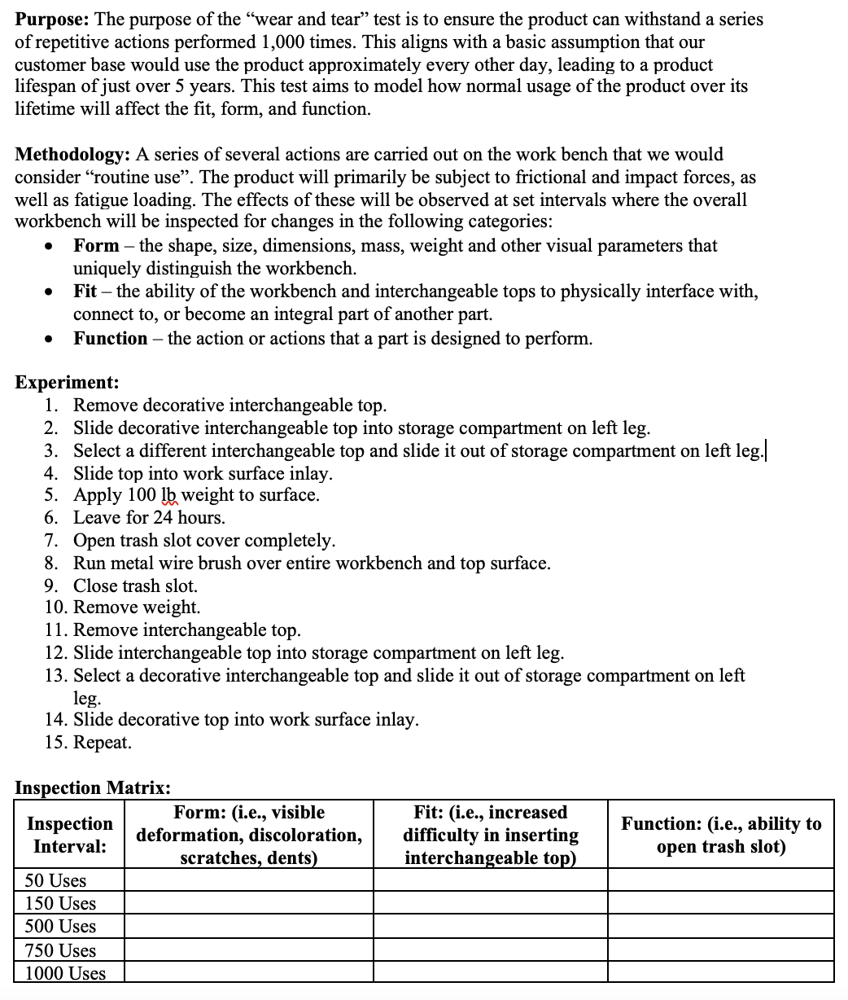 Purpose: The purpose of the “wear and tear” test is to ensure the product can withstand a series
of repetitive actions performed 1,000 times. This aligns with a basic assumption that our
customer base would use the product approximately every other day, leading to a product
lifespan of just over 5 years. This test aims to model how normal usage of the product over its
lifetime will affect the fit, form, and function.
Methodology: A series of several actions are carried out on the work bench that we would
consider “routine use”. The product will primarily be subject to frictional and impact forces, as
well as fatigue loading. The effects of these will be observed at set intervals where the overall
workbench will be inspected for changes in the following categories:
• Form – the shape, size, dimensions, mass, weight and other visual parameters that
uniquely distinguish the workbench.
• Fit – the ability of the workbench and interchangeable tops to physically interface with,
connect to, or become an integral part of another part.
• Function – the action or actions that a part is designed to perform.
Experiment:
1. Remove decorative interchangeable top.
2. Slide decorative interchangeable top into storage compartment on left leg.
3. Select a different interchangeable top and slide it out of storage compartment on left leg.
4. Slide top into work surface inlay.
5. Apply 100 lb weight to surface.
6. Leave for 24 hours.
7. Open trash slot cover completely.
8. Run metal wire brush over entire workbench and top surface.
9. Close trash slot.
10. Remove weight.
11. Remove interchangeable top.
12. Slide interchangeable top into storage compartment on left leg.
13. Select a decorative interchangeable top and slide it out of storage compartment on left
leg.
14. Slide decorative top into work surface inlay.
15. Repeat.
Inspection Matrix:
Inspection
Interval:
Form: (i.e., visible
deformation, discoloration,
scratches, dents)
Fit: (i.e., increased
difficulty in inserting
interchangeable top)
Function: (i.e., ability to
open trash slot)
50 Uses
150 Uses
500 Uses
750 Uses
1000 Uses